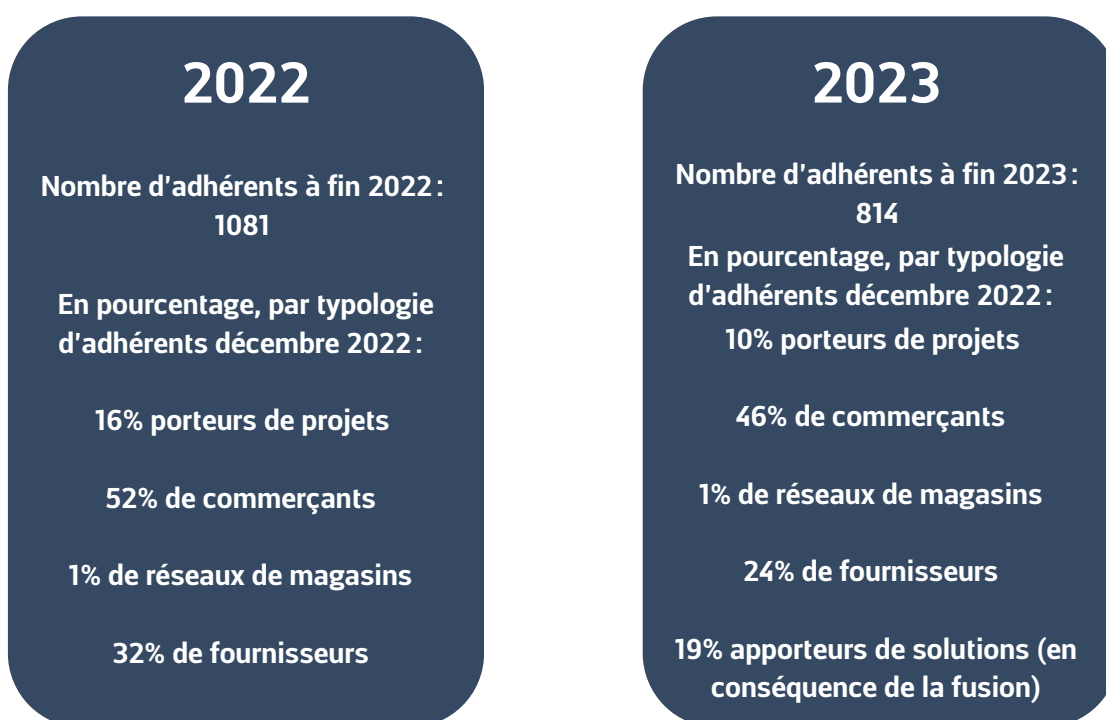 2022
Nombre d'adhérents à fin 2022 :
1081
En pourcentage, par typologie
d'adhérents décembre 2022 :
16% porteurs de projets
52% de commerçants
1% de réseaux de magasins
32% de fournisseurs
2023
Nombre d'adhérents à fin 2023 :
814
En pourcentage, par typologie
d'adhérents décembre 2022 :
10% porteurs de projets
46% de commerçants
1% de réseaux de magasins
24% de fournisseurs
19% apporteurs de solutions (en
conséquence de la fusion)